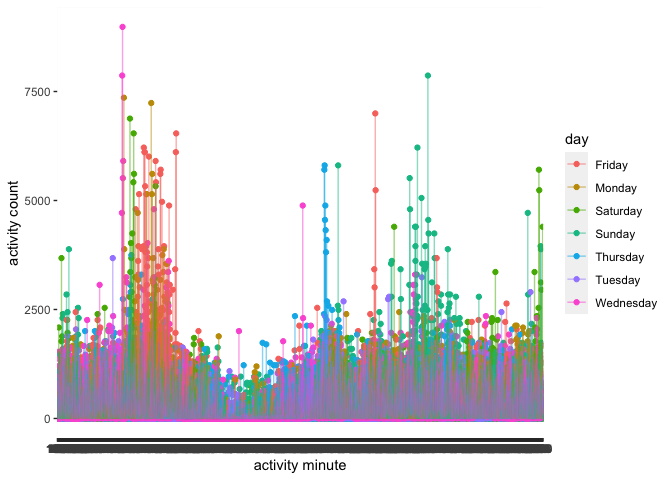 7500
5000
2500
0
activity count
activity minute
day
Friday
Monday
Saturday
Sunday
Thursday
Tuesday
Wednesday